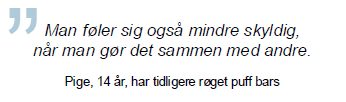 ”
Man føler sig også mindre skyldig,
når man gør det sammen med andre.
Pige, 14 år, har tidligere røget puff bars